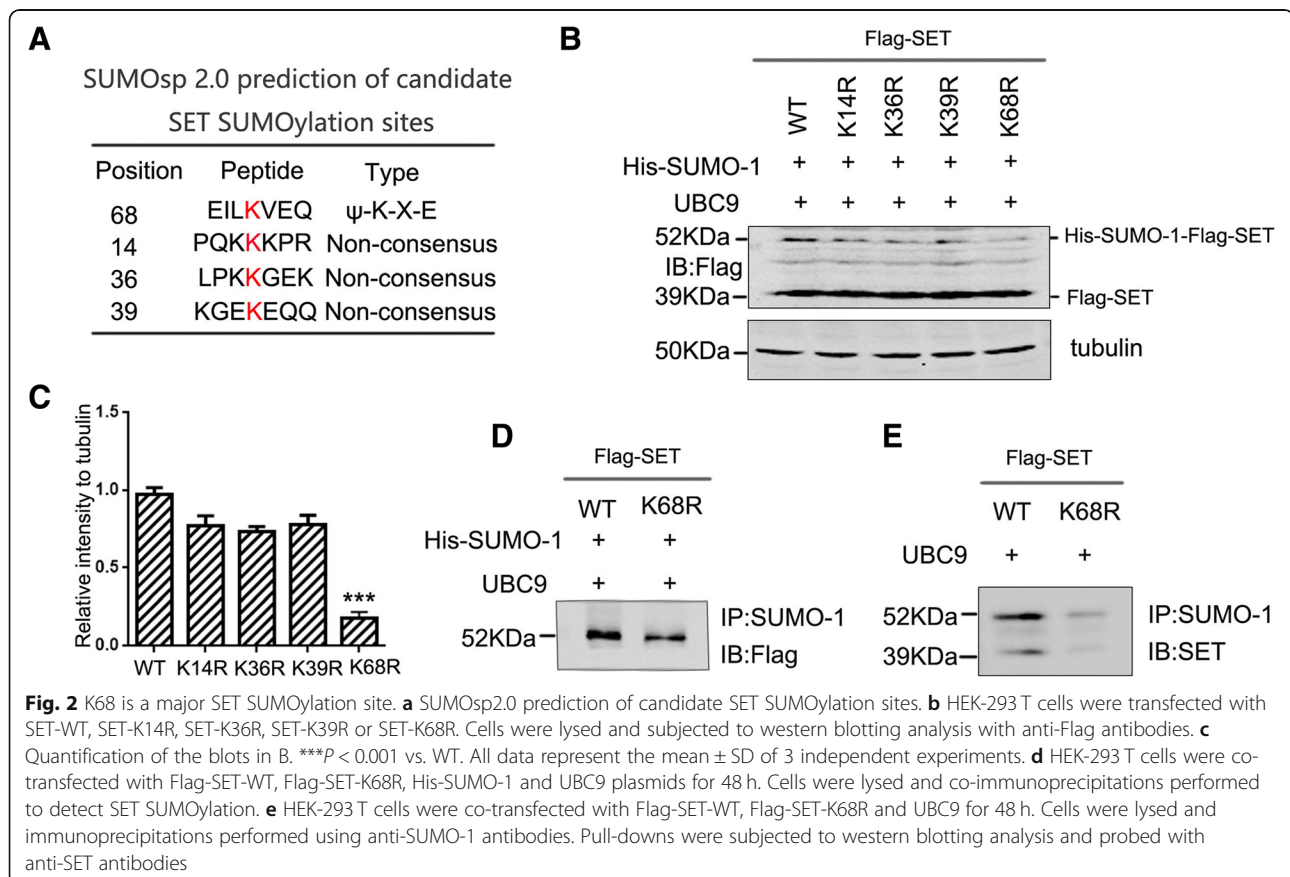 A
SUMOsp 2.0 prediction of candidate
SET SUMOylation sites
Position Peptide Type
68 EILKVEQ ψ-K-X-E
14 PQKKKPR Non-consensus
36 LPKKGEK Non-consensus
39 KGEKEQQ Non-consensus
B
Flag-SET
WT K14R K36R K39R K68R
His-SUMO-1 + + + + +
UBC9 + + + + +
52KDa His-SUMO-1-Flag-SET
IB:Flag
39KDa Flag-SET
50KDa tubulin
C
Relative intensity to tubulin
1.5
1.0
0.5
0.0
***
WT K14R K36R K39R K68R
D
Flag-SET
WT K68R
His-SUMO-1 + +
UBC9 + +
52KDa IP:SUMO-1
IB:Flag
E
Flag-SET
WT K68R
UBC9 + +
52KDa IP:SUMO-1
39KDa IB:SET
Fig. 2 K68 is a major SET SUMOylation site. a SUMOsp2.0 prediction of candidate SET SUMOylation sites. b HEK-293 T cells were transfected with
SET-WT, SET-K14R, SET-K36R, SET-K39R or SET-K68R. Cells were lysed and subjected to western blotting analysis with anti-Flag antibodies. c
Quantification of the blots in B. ***P < 0.001 vs. WT. All data represent the mean ± SD of 3 independent experiments. d HEK-293 T cells were co-
transfected with Flag-SET-WT, Flag-SET-K68R, His-SUMO-1 and UBC9 plasmids for 48 h. Cells were lysed and co-immunoprecipitations performed
to detect SET SUMOylation. e HEK-293 T cells were co-transfected with Flag-SET-WT, Flag-SET-K68R and UBC9 for 48 h. Cells were lysed and
immunoprecipitations performed using anti-SUMO-1 antibodies. Pull-downs were subjected to western blotting analysis and probed with
anti-SET antibodies